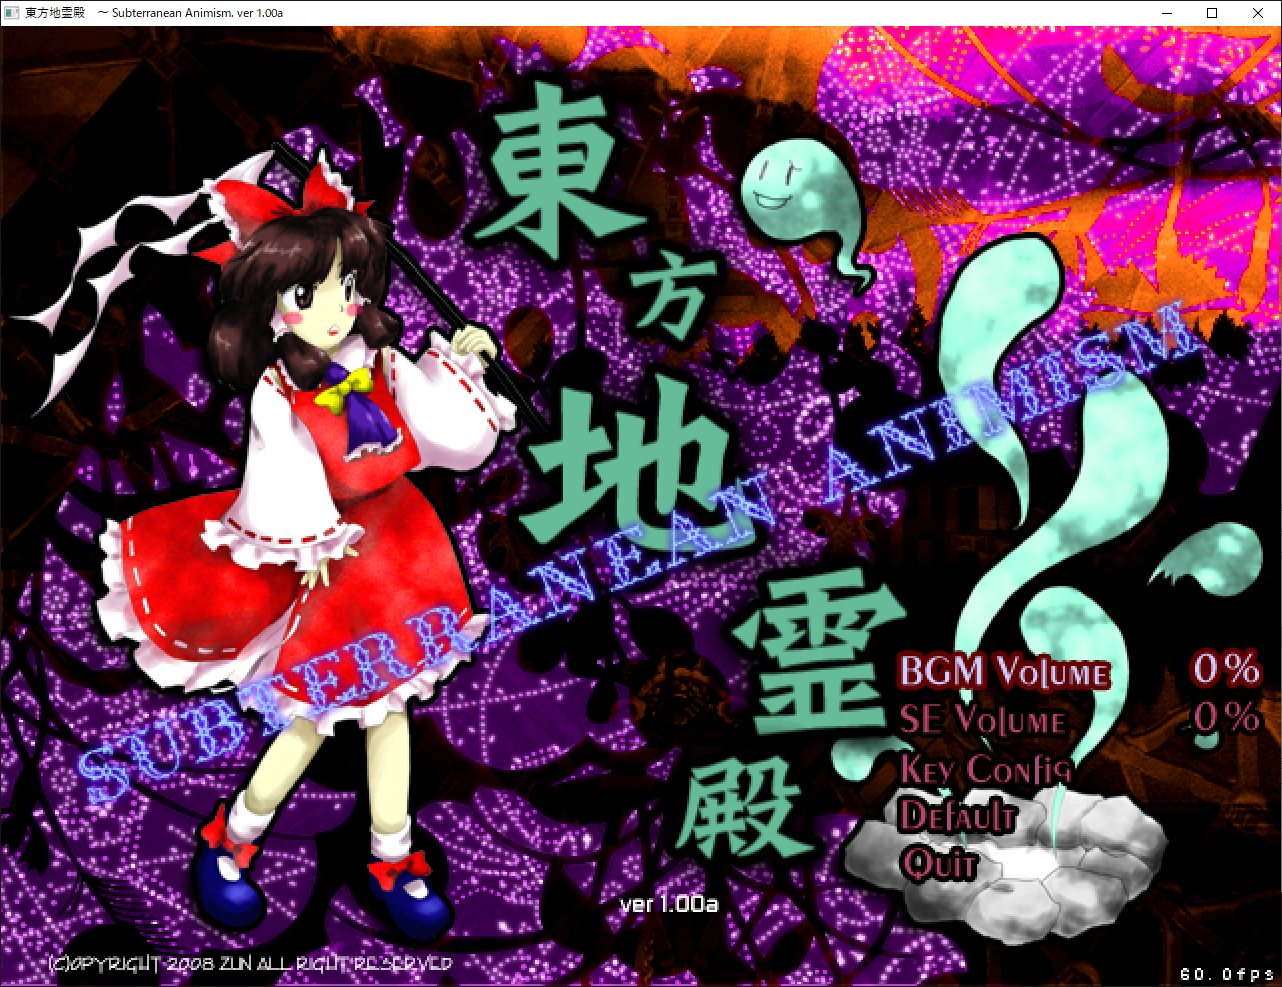 東方地霊殿　～ Subterranean Animism. ver 1.00a
東方地霊殿
SUBTERRANEAN ANIMISM
BGM Volume 0%
SE Volume 0%
Key Config
Default
Quit
ver 1.00a
(C)OPYRIGHT 2008 ZUN ALL RIGHT RESERVED
60.0fps